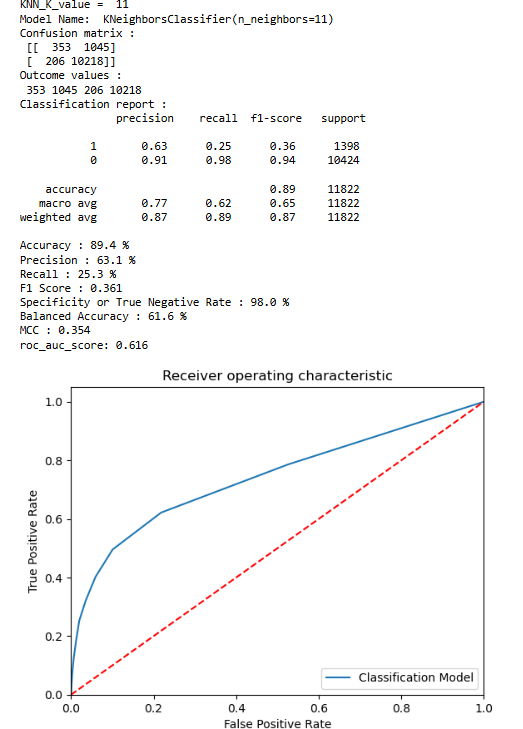 KNN_K_value =  11
Model Name:  KNeighborsClassifier(n_neighbors=11)
Confusion matrix :
[[  353  1045]
[  206 10218]]
Outcome values :
353 1045 206 10218
Classification report :
precision    recall  f1-score   support
1       0.63      0.25      0.36      1398
0       0.91      0.98      0.94     10424
accuracy                           0.89     11822
macro avg       0.77      0.62      0.65     11822
weighted avg       0.87      0.89      0.87     11822
Accuracy : 89.4 %
Precision : 63.1 %
Recall : 25.3 %
F1 Score : 0.361
Specificity or True Negative Rate : 98.0 %
Balanced Accuracy : 61.6 %
MCC : 0.354
roc_auc_score: 0.616
Receiver operating characteristic
1.0
0.8
0.6
0.4
0.2
0.0
True Positive Rate
Classification Model
0.0 0.2 0.4 0.6 0.8 1.0
False Positive Rate